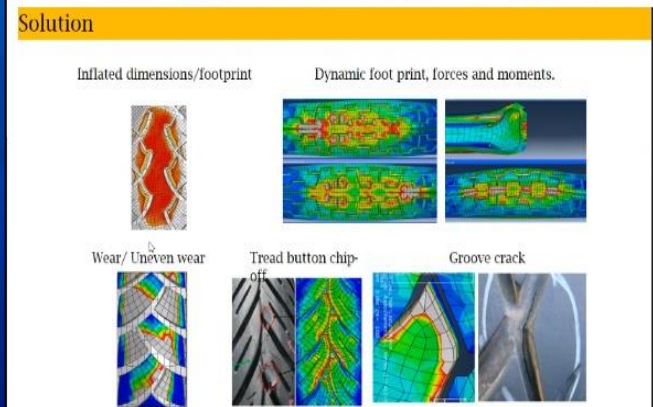 Solution
Inflated dimensions/footprint
Dynamic foot print, forces and moments.
Wear/ Uneven wear
Tread button chip-
off
Groove crack